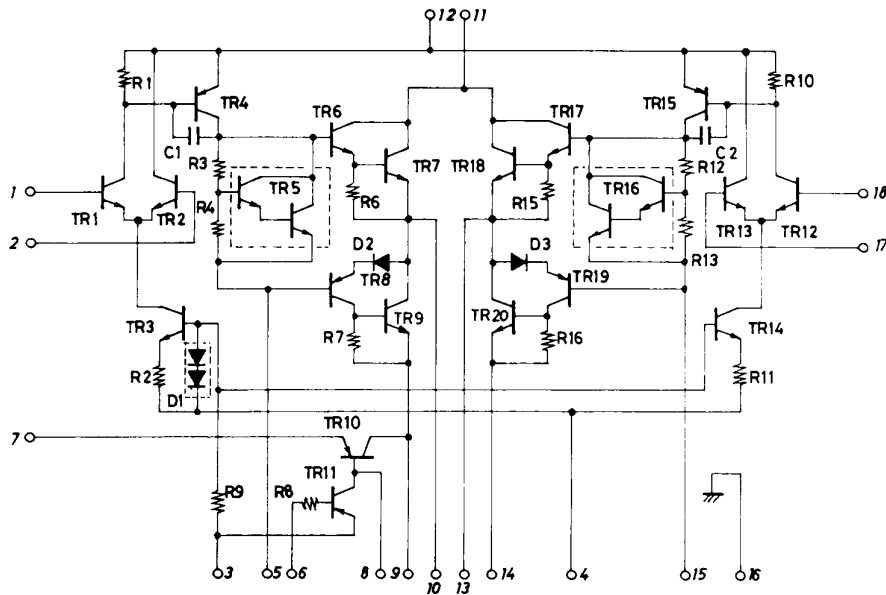 12 11
R1 TR4 TR6 TR17 TR15 R10
C1 R3 TR7 TR18 R12 C2
TR5 R6 R15 TR16
1 TR1 TR2 R4 TR13 TR12 18
2 D2 D3 R13 17
TR8 TR19
TR3 R7 TR9 TR20 R16 TR14
R2 D1 R11
7 TR10
TR11
R9 R8
3 5 6 8 9 10 13 14 4 15 16